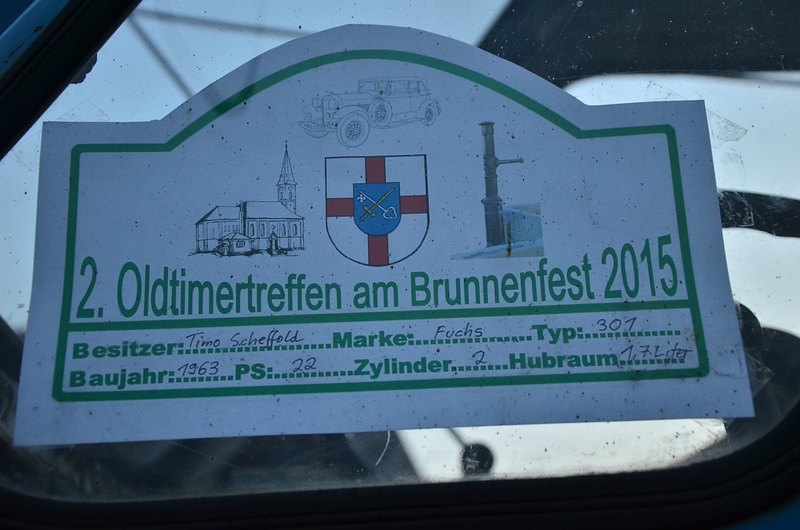 2. Oldtimertreffen am Brunnenfest 2015
Besitzer: Timo Scheffold Marke: Fuchs Typ: 301
Baujahr: 1963 PS: 22 Zylinder 2 Hubraum 1,7 Liter